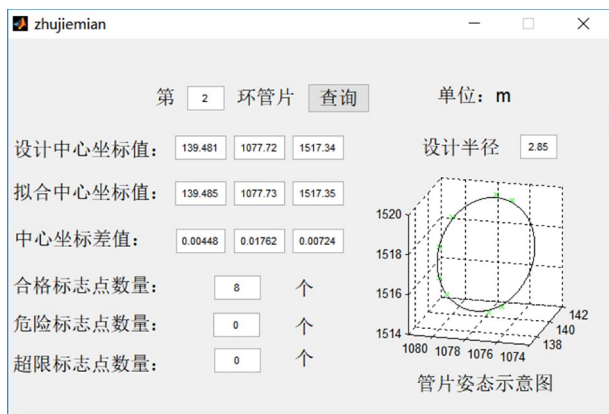 zhujiemian
第 2 环管片 查询 单位：m
设计中心坐标值： 139.481 1077.72 1517.34 设计半径 2.85
拟合中心坐标值： 139.485 1077.73 1517.35
中心坐标差值： 0.00448 0.01762 0.00724
合格标志点数量： 8 个
危险标志点数量： 0 个
超限标志点数量： 0 个
1520
1518
1516
1514
1080 1078 1076 1074
138
140
142
管片姿态示意图